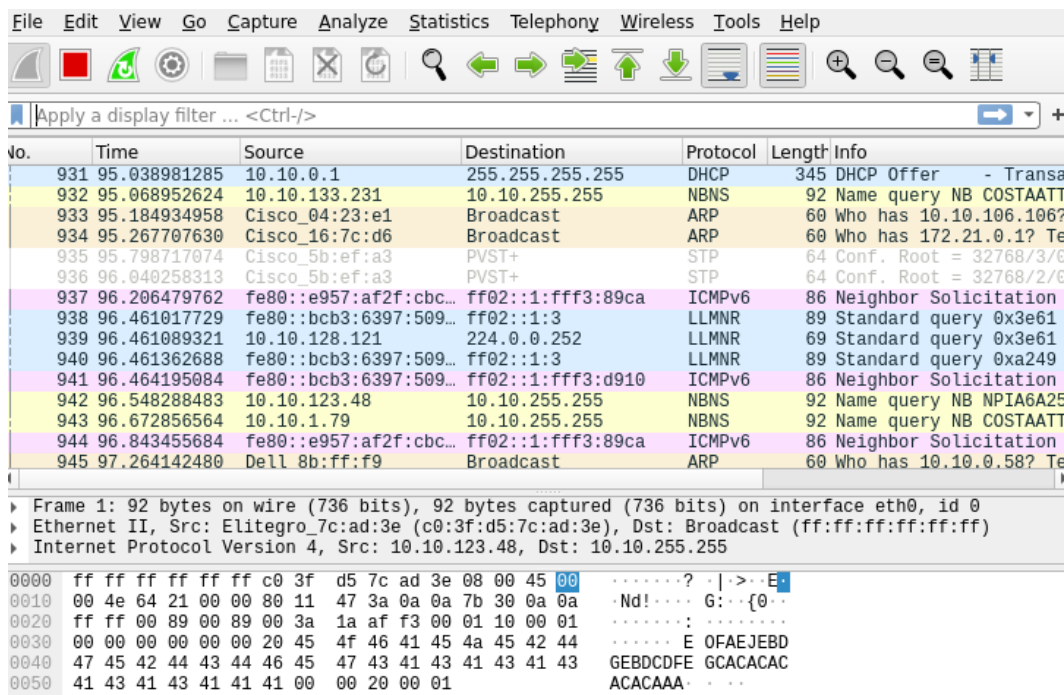 File Edit View Go Capture Analyze Statistics Telephony Wireless Tools Help
Apply a display filter ... <Ctrl-/>
No. Time Source Destination Protocol Length Info
931 95.038981285 10.10.0.1 255.255.255.255 DHCP 345 DHCP Offer - Transa
932 95.068952624 10.10.133.231 10.10.255.255 NBNS 92 Name query NB COSTAATT
933 95.184934958 Cisco_04:23:e1 Broadcast ARP 60 Who has 10.10.106.106?
934 95.267707630 Cisco_16:7c:d6 Broadcast ARP 60 Who has 172.21.0.1? Te
935 95.798717074 Cisco_5b:ef:a3 PVST+ STP 64 Conf. Root = 32768/3/0
936 96.040258313 Cisco_5b:ef:a3 PVST+ STP 64 Conf. Root = 32768/2/0
937 96.206479762 fe80::e957:af2f:cbc… ff02::1:fff3:89ca ICMPv6 86 Neighbor Solicitation
938 96.461017729 fe80::bcb3:6397:509… ff02::1:3 LLMNR 89 Standard query 0x3e61
939 96.461089321 10.10.128.121 224.0.0.252 LLMNR 69 Standard query 0x3e61
940 96.461362688 fe80::bcb3:6397:509… ff02::1:3 LLMNR 89 Standard query 0xa249
941 96.464195084 fe80::bcb3:6397:509… ff02::1:fff3:d910 ICMPv6 86 Neighbor Solicitation
942 96.548288483 10.10.123.48 10.10.255.255 NBNS 92 Name query NB NPIA6A25
943 96.672856564 10.10.1.79 10.10.255.255 NBNS 92 Name query NB COSTAATT
944 96.843455684 fe80::e957:af2f:cbc… ff02::1:fff3:89ca ICMPv6 86 Neighbor Solicitation
945 97.264142480 Dell_8b:ff:f9 Broadcast ARP 60 Who has 10.10.0.58? Te
Frame 1: 92 bytes on wire (736 bits), 92 bytes captured (736 bits) on interface eth0, id 0
Ethernet II, Src: Elitegro_7c:ad:3e (c0:3f:d5:7c:ad:3e), Dst: Broadcast (ff:ff:ff:ff:ff:ff)
Internet Protocol Version 4, Src: 10.10.123.48, Dst: 10.10.255.255
0000 ff ff ff ff ff ff c0 3f d5 7c ad 3e 08 00 45 00 ·······? ·|·>··E·
0010 00 4e 64 21 00 00 80 11 47 3a 0a 0a 7b 30 0a 0a ·Nd!···· G:··{0··
0020 ff ff 00 89 00 89 00 3a 1a af f3 00 01 10 00 01 ·······: ········
0030 00 00 00 00 00 00 20 45 4f 46 41 45 4a 45 42 44 ······ E OFAEJEBD
0040 47 45 42 44 43 44 46 45 47 43 41 43 41 43 41 43 GEBDCDFE GCACACAC
0050 41 43 41 43 41 41 41 00 00 20 00 01 ACACAAA· · ··